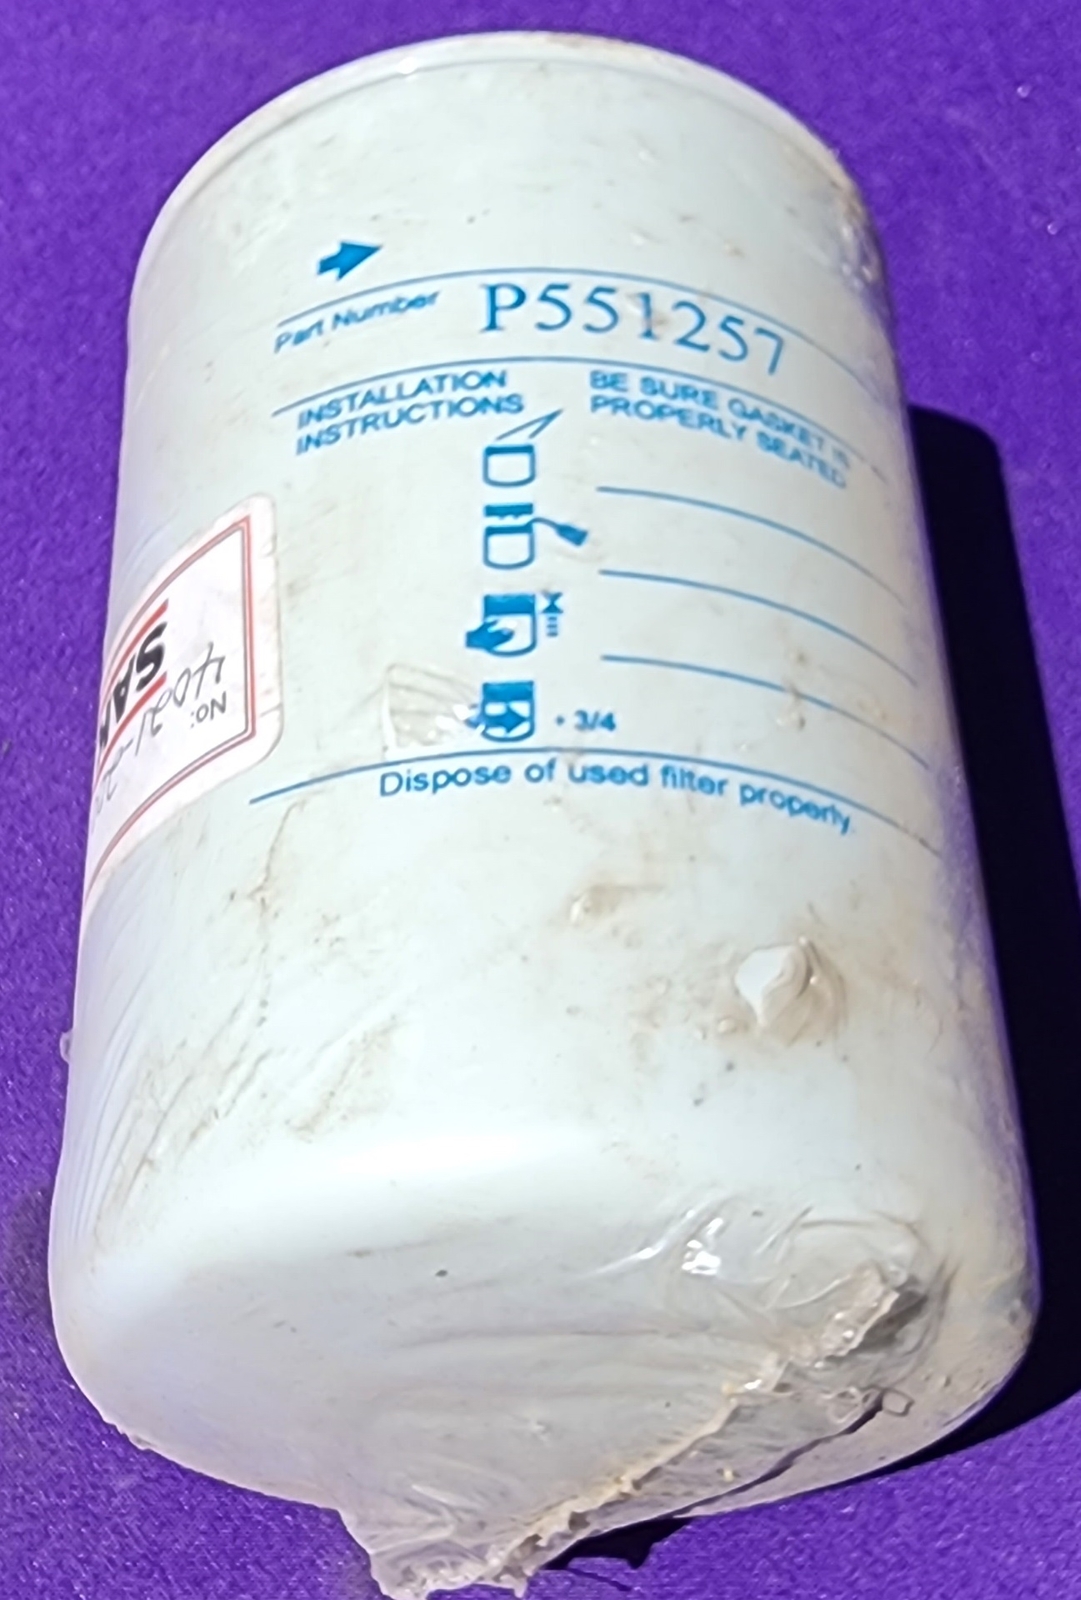 Part Number P551257
INSTALLATION
INSTRUCTIONS
BE SURE GASKET IS
PROPERLY SEATED
+ 3/4
Dispose of used filter properly.
NO: